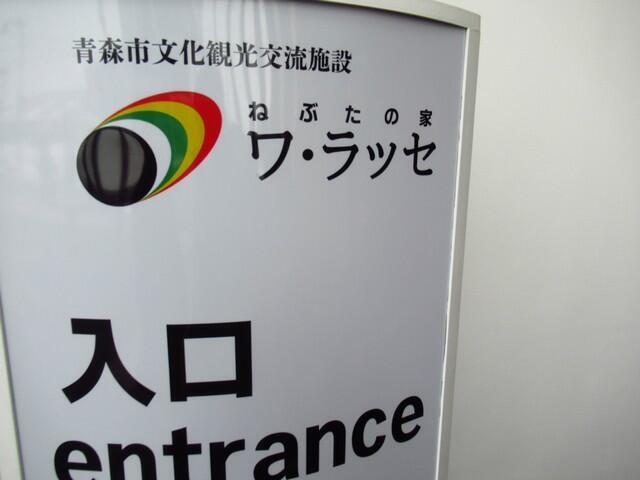 青森市文化観光交流施設
ねぶたの家
ワ・ラッセ
入口
entrance